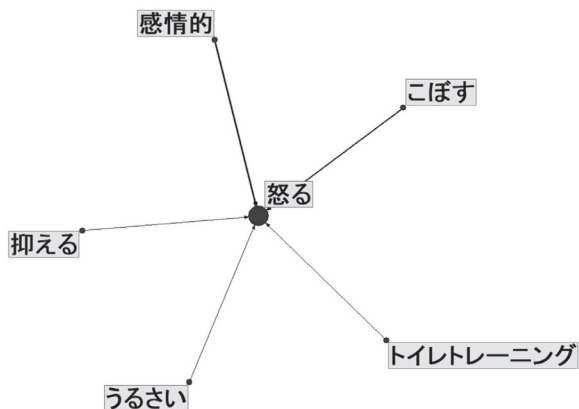 感情的
こぼす
怒る
抑える
トイレトレーニング
うるさい